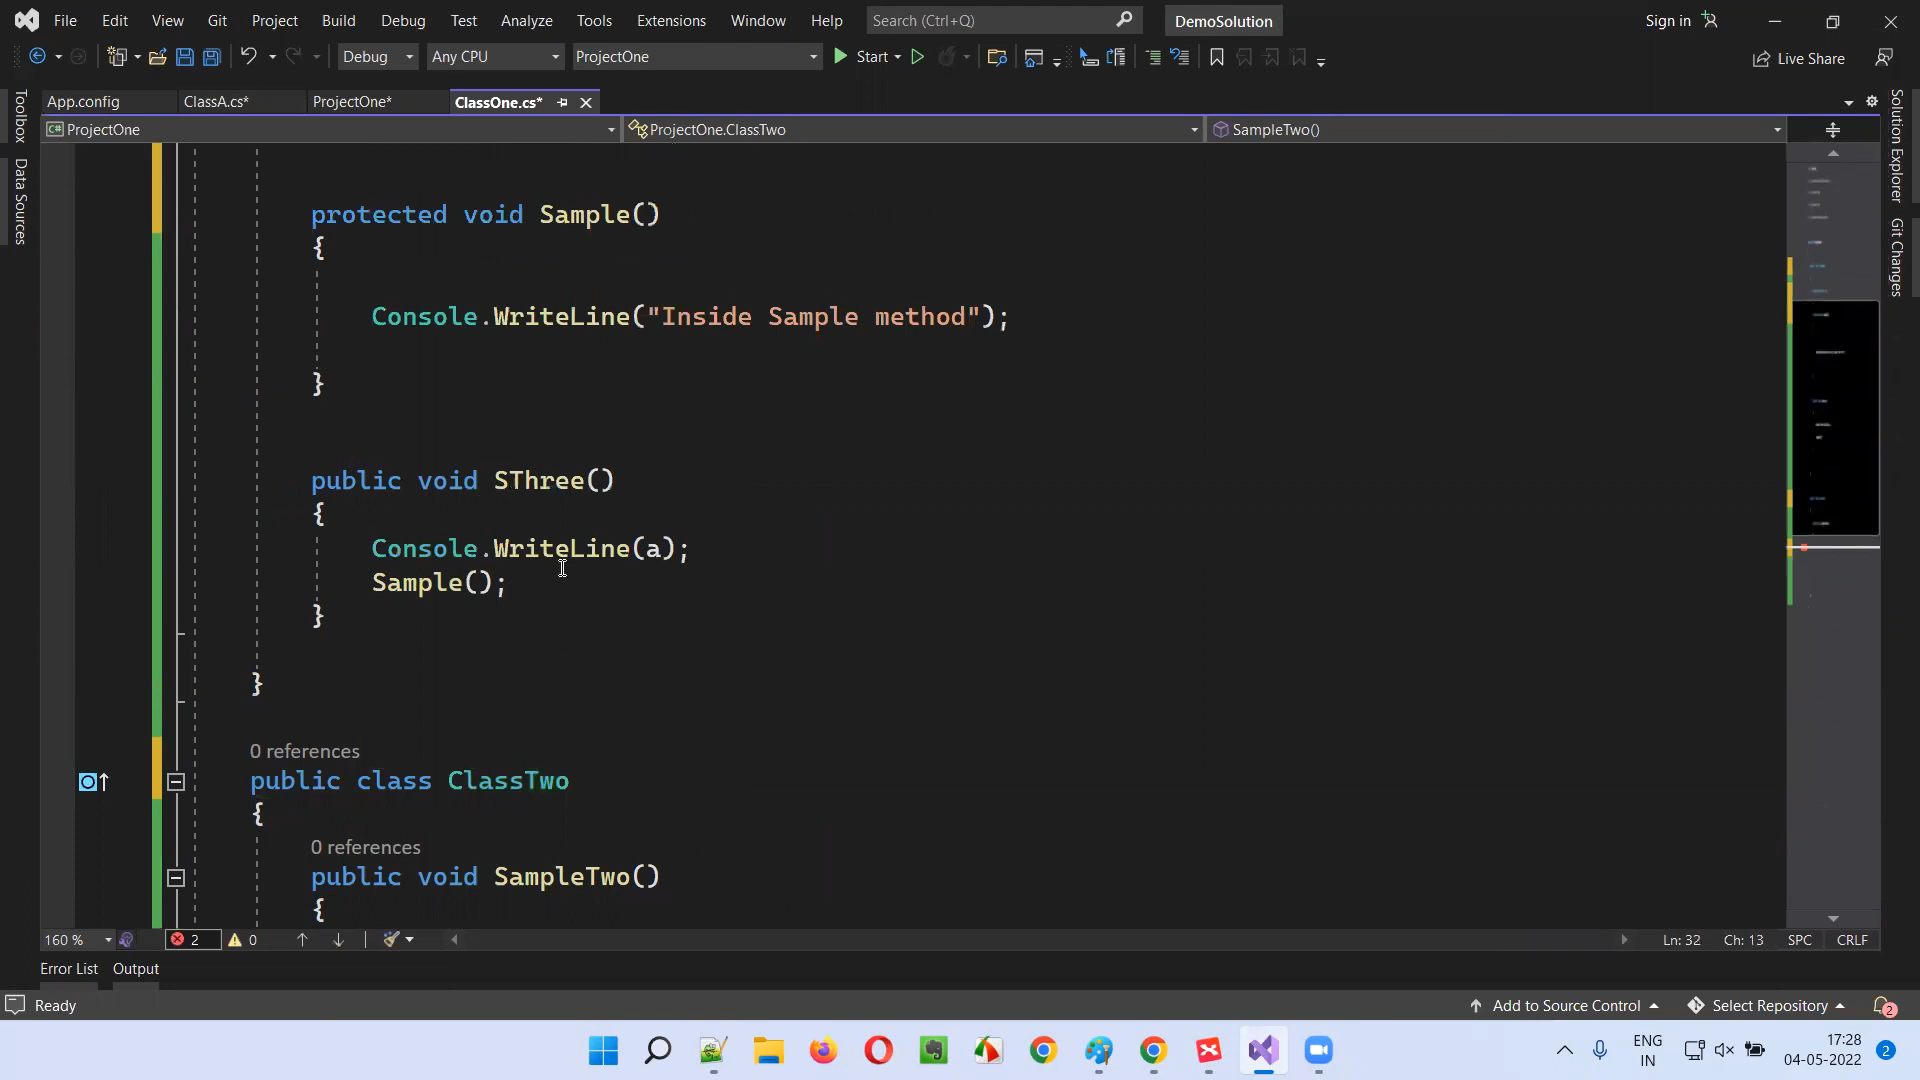 File Edit View Git Project Build Debug Test Analyze Tools Extensions Window Help Search (Ctrl+Q) DemoSolution Sign in
Debug Any CPU ProjectOne Start Live Share
App.config ClassA.cs* ProjectOne* ClassOne.cs*
C# ProjectOne ProjectOne.ClassTwo SampleTwo()
Toolbox
Data Sources
Solution Explorer
Git Changes
protected void Sample()
{
Console.WriteLine("Inside Sample method");
}
public void SThree()
{
Console.WriteLine(a);
Sample();
}
}
0 references
public class ClassTwo
{
0 references
public void SampleTwo()
{
160 % 2 0 Ln: 32 Ch: 13 SPC CRLF
Error List Output
Ready Add to Source Control Select Repository 2
ENG
IN
17:28
04-05-2022
2